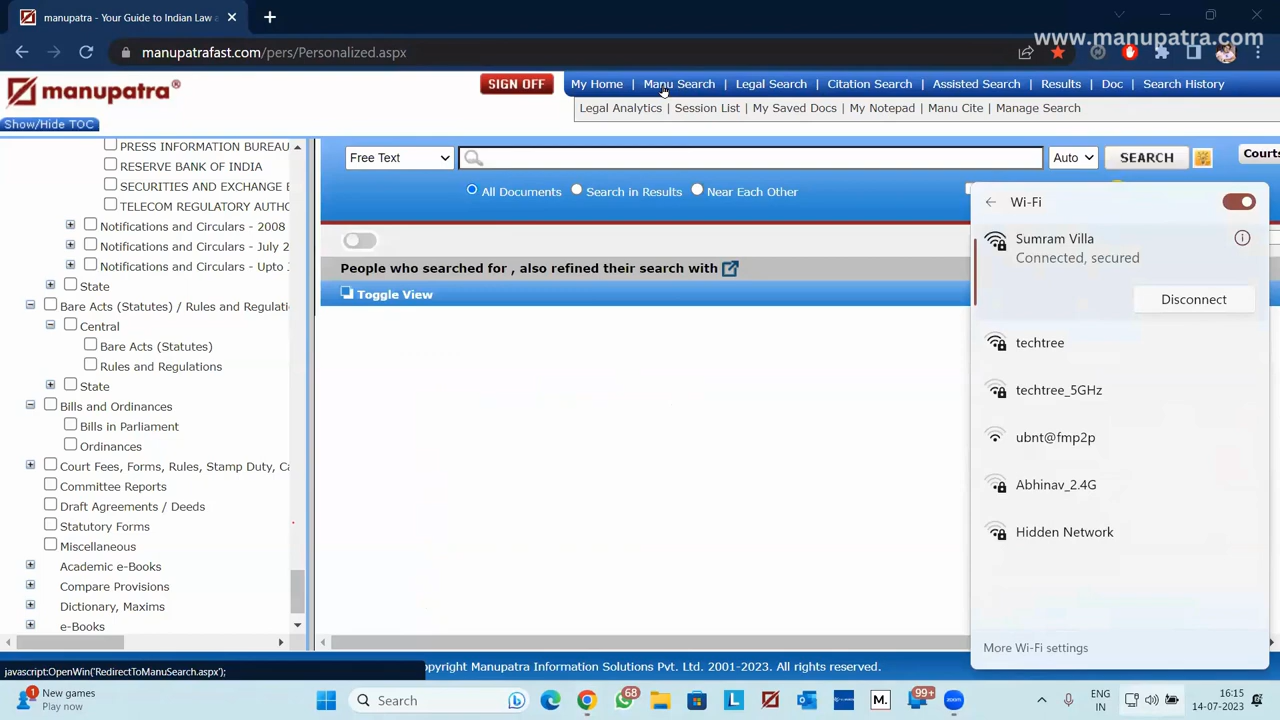 manupatra - Your Guide to Indian Law a
manupatrafast.com/pers/Personalized.aspx
www.manupatra.com
manupatra®
SIGN OFF
My Home | Manu Search | Legal Search | Citation Search | Assisted Search | Results | Doc | Search History
Legal Analytics | Session List | My Saved Docs | My Notepad | Manu Cite | Manage Search
Show/Hide TOC
PRESS INFORMATION BUREAU
RESERVE BANK OF INDIA
SECURITIES AND EXCHANGE B
TELECOM REGULATORY AUTHO
Notifications and Circulars - 2008
Notifications and Circulars - July 2
Notifications and Circulars - Upto
State
Bare Acts (Statutes) / Rules and Regulati
Central
Bare Acts (Statutes)
Rules and Regulations
State
Bills and Ordinances
Bills in Parliament
Ordinances
Court Fees, Forms, Rules, Stamp Duty, Ca
Committee Reports
Draft Agreements / Deeds
Statutory Forms
Miscellaneous
Academic e-Books
Compare Provisions
Dictionary, Maxims
e-Books
Free Text
Auto
SEARCH
Courts
All Documents
Search in Results
Near Each Other
People who searched for , also refined their search with
Toggle View
Wi-Fi
Sumram Villa
Connected, secured
Disconnect
techtree
techtree_5GHz
ubnt@fmp2p
Abhinav_2.4G
Hidden Network
More Wi-Fi settings
javascript:OpenWin('RedirectToManuSearch.aspx');
opyright Manupatra Information Solutions Pvt. Ltd. 2001-2023. All rights reserved.
1
New games
Play now
Search
68
L
M.
99+
ENG
IN
16:15
14-07-2023